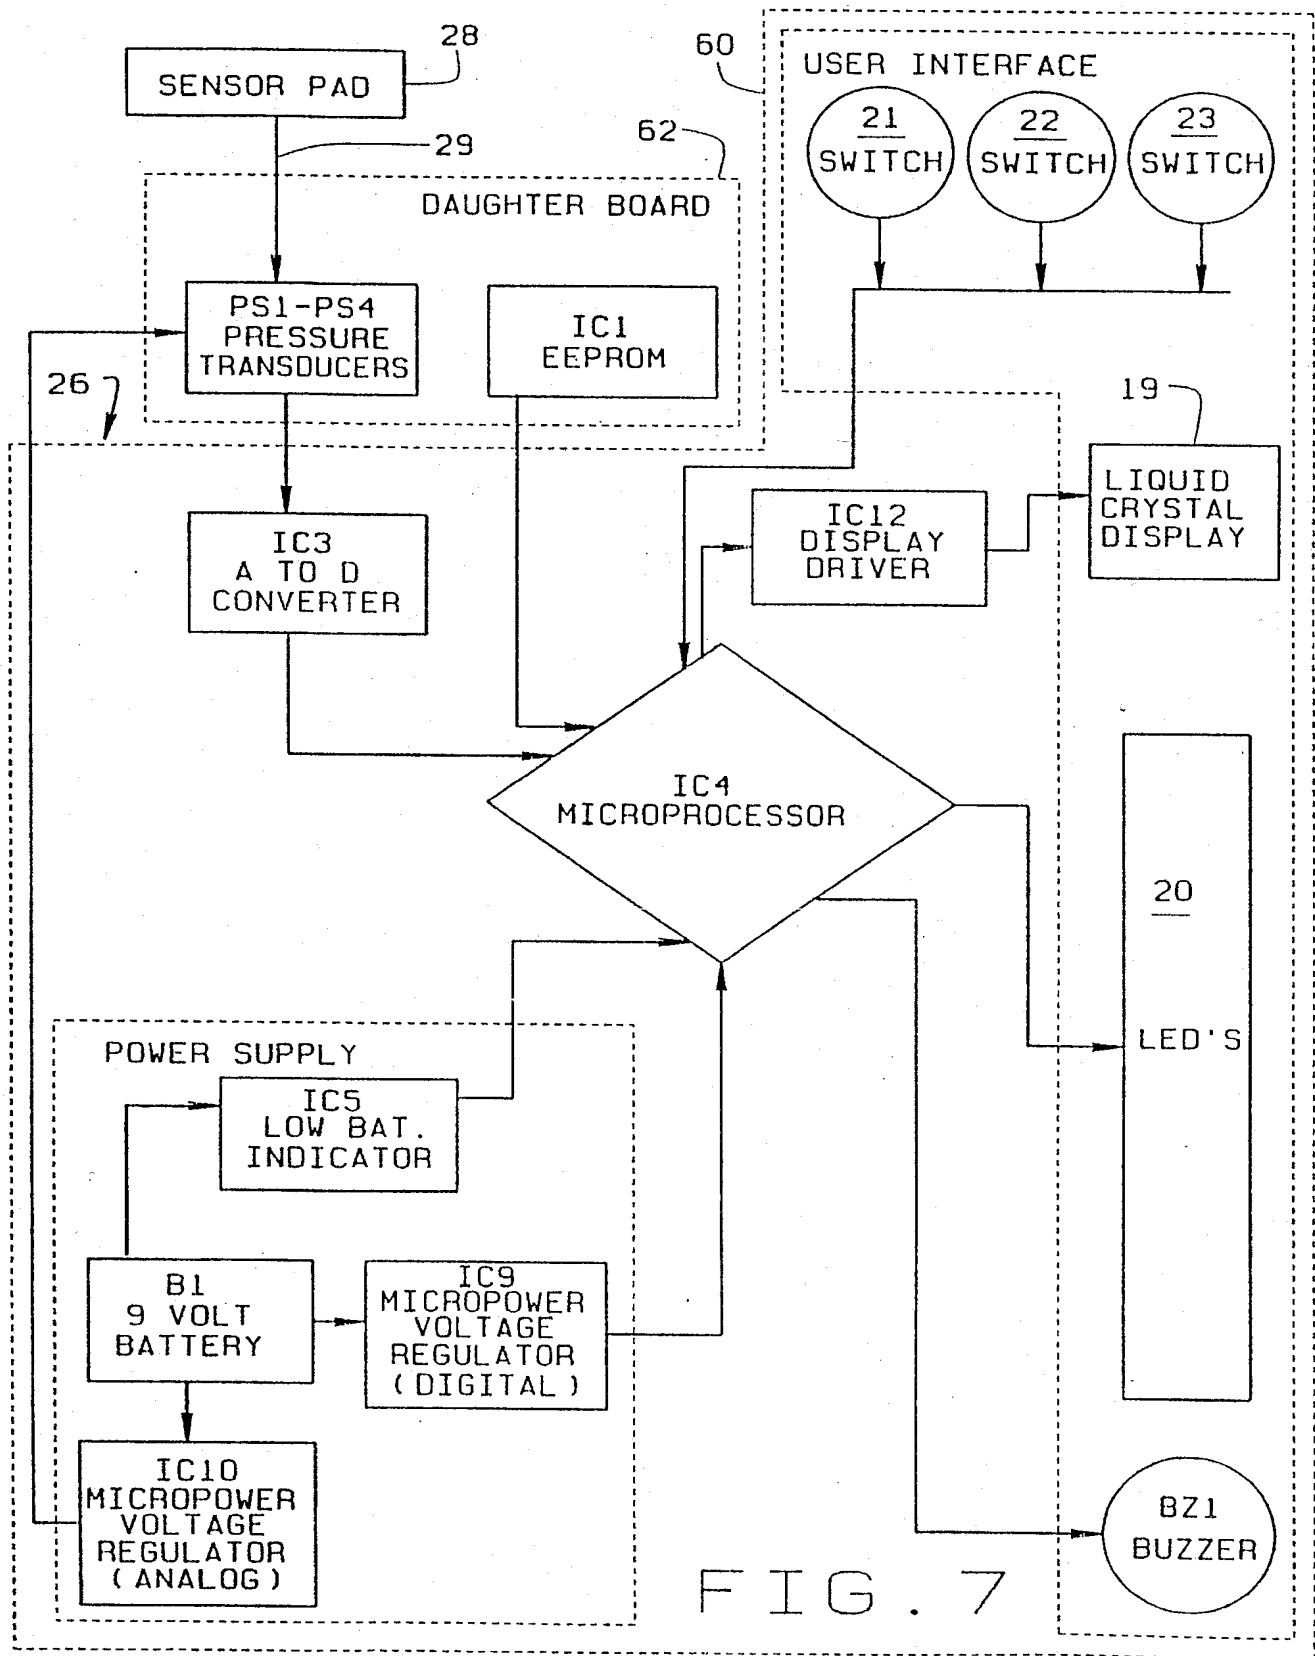 28
SENSOR PAD
29
62
DAUGHTER BOARD
60
USER INTERFACE
21
SWITCH
22
SWITCH
23
SWITCH
PS1-PS4
PRESSURE
TRANSDUCERS
IC1
EEPROM
26
19
LIQUID
CRYSTAL
DISPLAY
IC12
DISPLAY
DRIVER
IC3
A TO D
CONVERTER
IC4
MICROPROCESSOR
20
LED'S
POWER SUPPLY
IC5
LOW BAT.
INDICATOR
B1
9 VOLT
BATTERY
IC9
MICROPOWER
VOLTAGE
REGULATOR
(DIGITAL)
IC10
MICROPOWER
VOLTAGE
REGULATOR
(ANALOG)
BZ1
BUZZER
FIG. 7